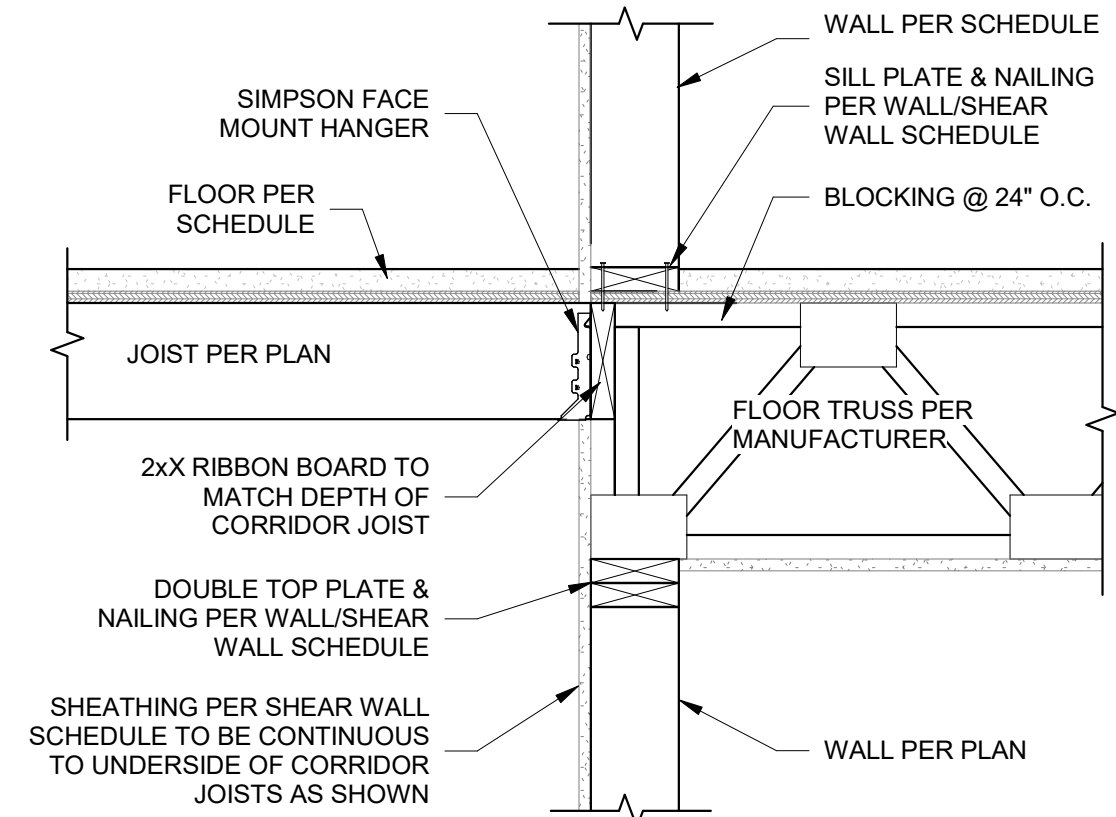 WALL PER SCHEDULE
SILL PLATE & NAILING
PER WALL/SHEAR
WALL SCHEDULE
BLOCKING @ 24" O.C.
SIMPSON FACE
MOUNT HANGER
FLOOR PER
SCHEDULE
JOIST PER PLAN
FLOOR TRUSS PER
MANUFACTURER
2xX RIBBON BOARD TO
MATCH DEPTH OF
CORRIDOR JOIST
DOUBLE TOP PLATE &
NAILING PER WALL/SHEAR
WALL SCHEDULE
SHEATHING PER SHEAR WALL
SCHEDULE TO BE CONTINUOUS
TO UNDERSIDE OF CORRIDOR
JOISTS AS SHOWN
WALL PER PLAN